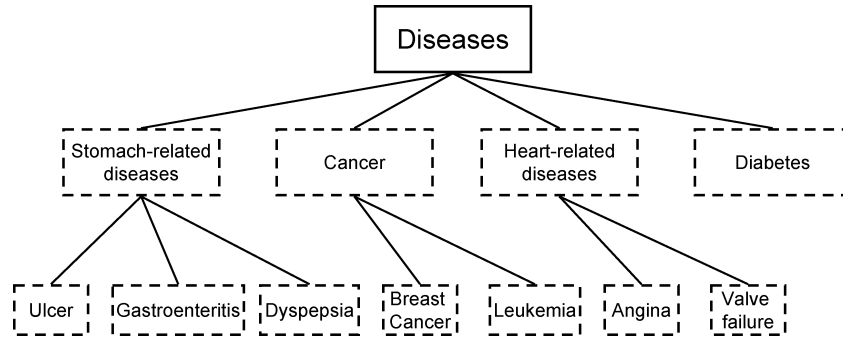 Diseases
Stomach-related
diseases
Cancer
Heart-related
diseases
Diabetes
Ulcer
Gastroenteritis
Dyspepsia
Breast
Cancer
Leukemia
Angina
Valve
failure